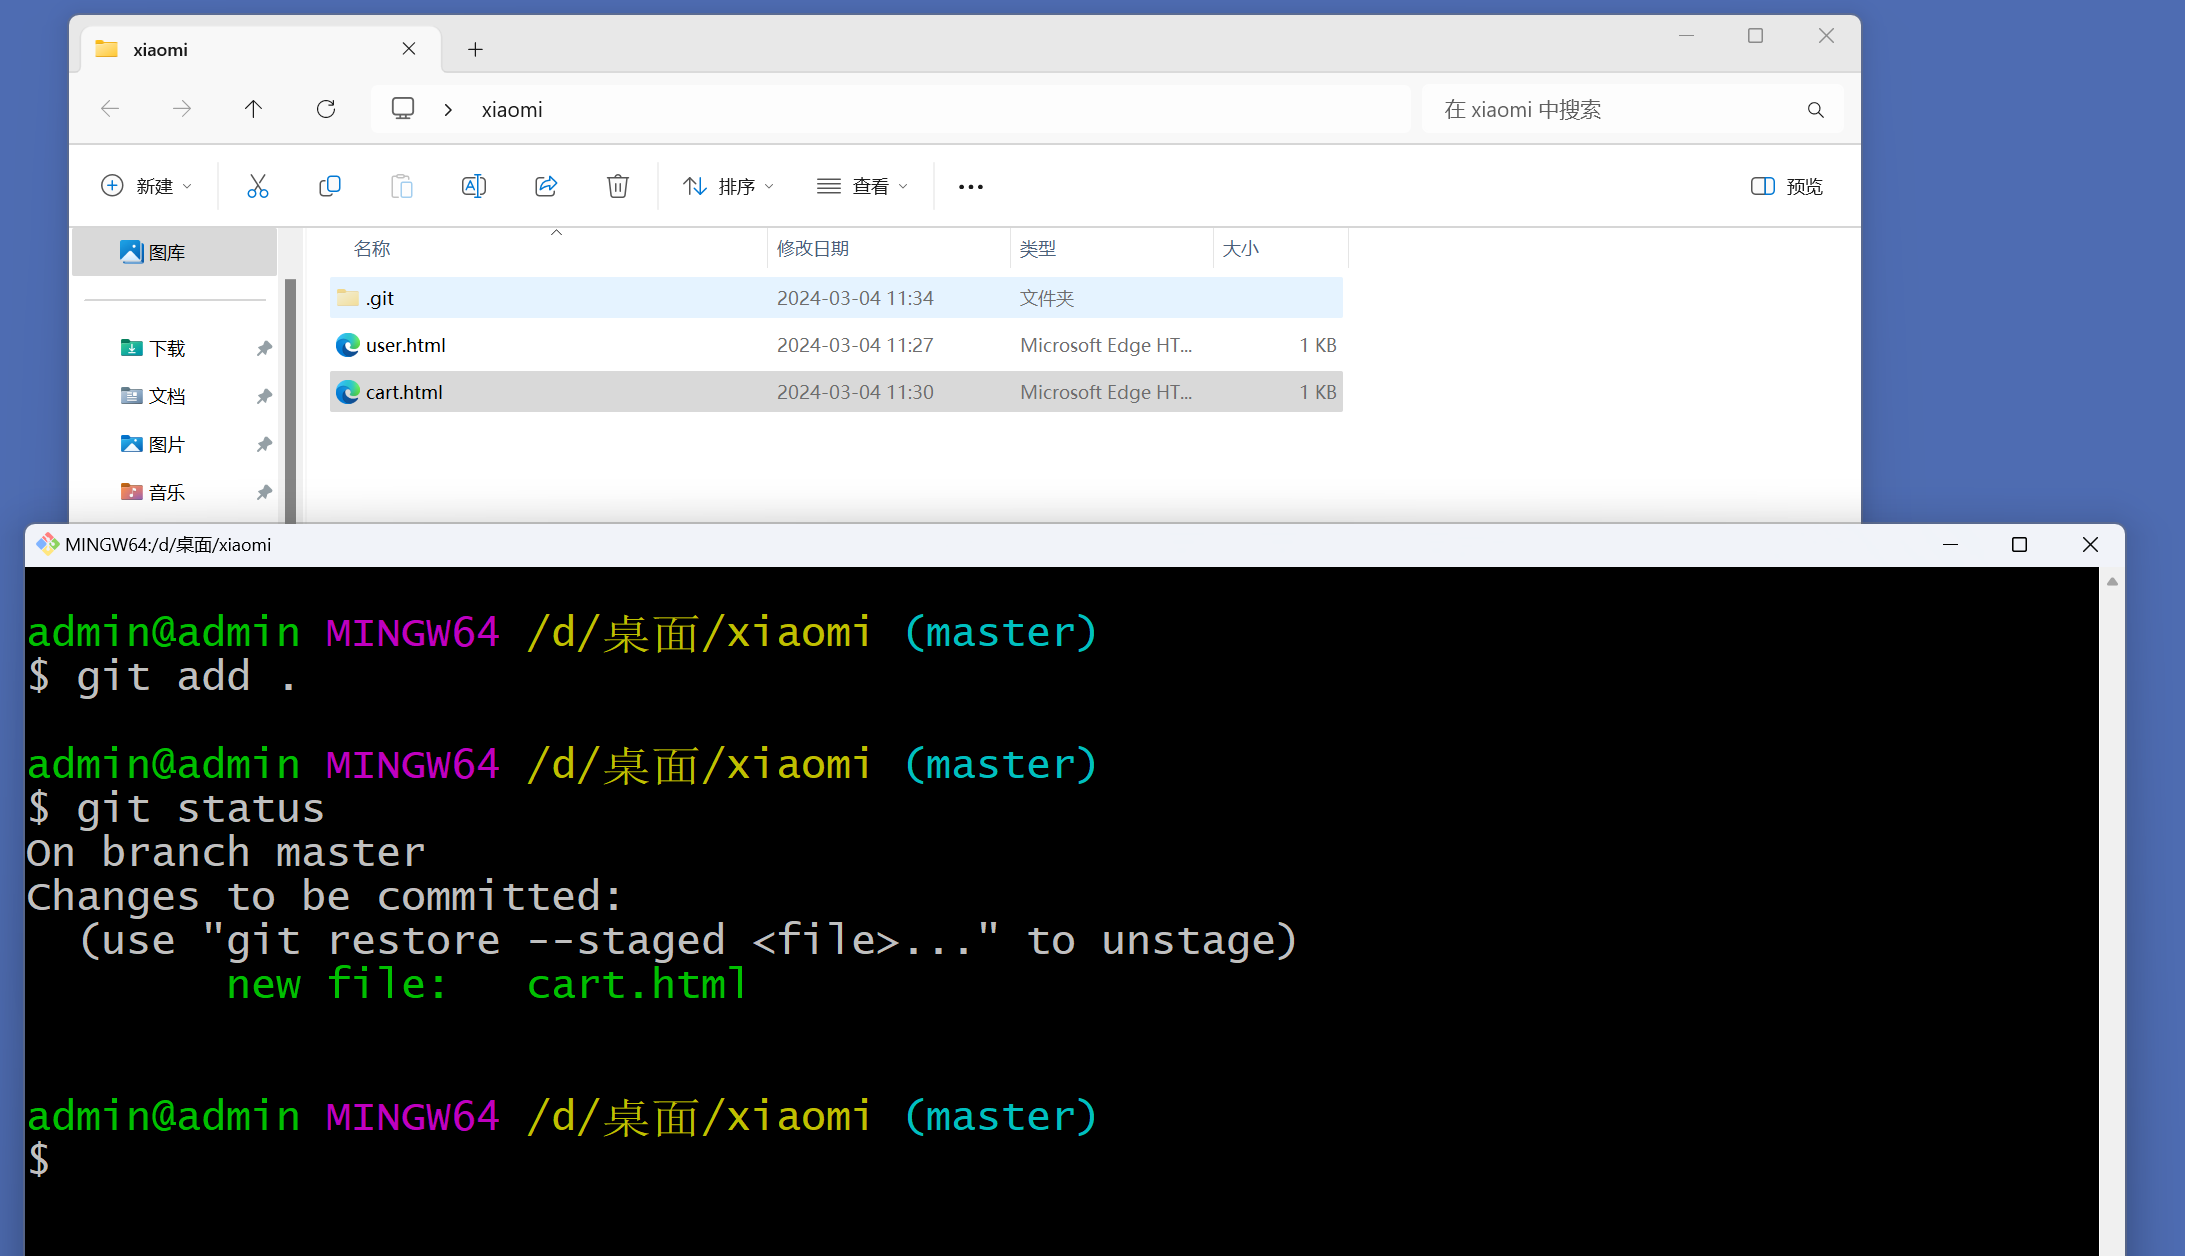 xiaomi
xiaomi
在 xiaomi 中搜索
新建
排序
查看
预览
图库
名称
修改日期
类型
大小
.git
2024-03-04 11:34
文件夹
user.html
2024-03-04 11:27
Microsoft Edge HT...
1 KB
cart.html
2024-03-04 11:30
Microsoft Edge HT...
1 KB
下载
文档
图片
音乐
MINGW64:/d/桌面/xiaomi
admin@admin MINGW64 /d/桌面/xiaomi (master)
$ git add .
admin@admin MINGW64 /d/桌面/xiaomi (master)
$ git status
On branch master
Changes to be committed:
(use "git restore --staged <file>..." to unstage)
new file: cart.html
admin@admin MINGW64 /d/桌面/xiaomi (master)
$